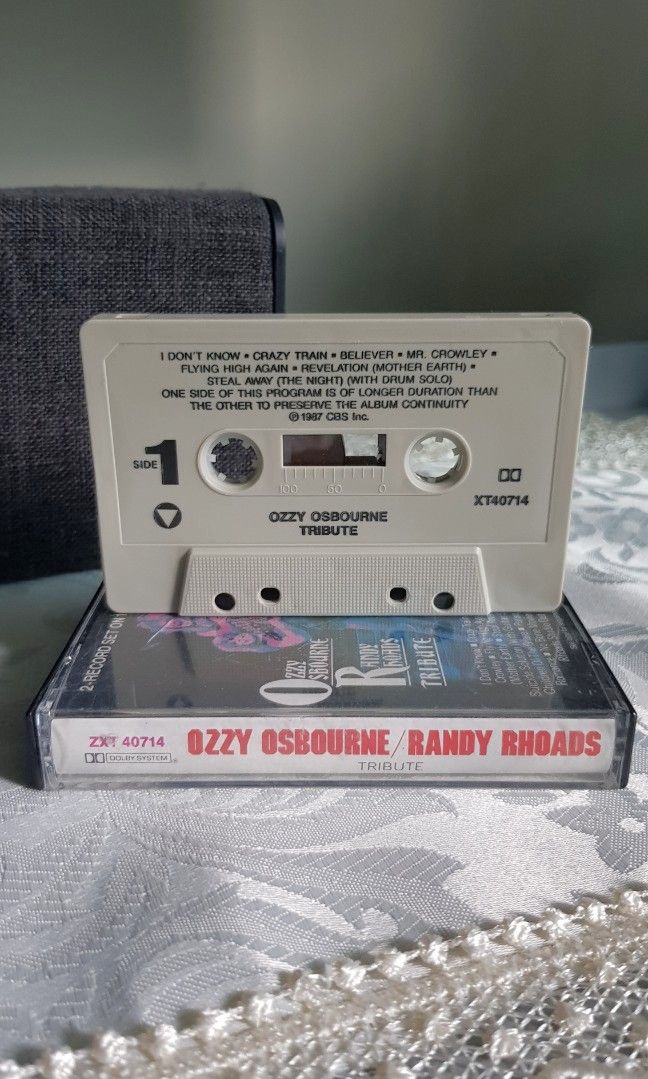 I DON'T KNOW ▪ CRAZY TRAIN ▪ BELIEVER ▪ MR. CROWLEY ▪
FLYING HIGH AGAIN ▪ REVELATION (MOTHER EARTH) ▪
STEAL AWAY (THE NIGHT) (WITH DRUM SOLO)
ONE SIDE OF THIS PROGRAM IS OF LONGER DURATION THAN
THE OTHER TO PRESERVE THE ALBUM CONTINUITY
℗ 1987 CBS Inc.
SIDE 1
100 50 0
XT40714
OZZY OSBOURNE
TRIBUTE
2-RECORD SET ON
OZZY OSBOURNE
RANDY RHOADS
TRIBUTE
ZXT 40714
DOLBY SYSTEM
OZZY OSBOURNE/RANDY RHOADS
TRIBUTE